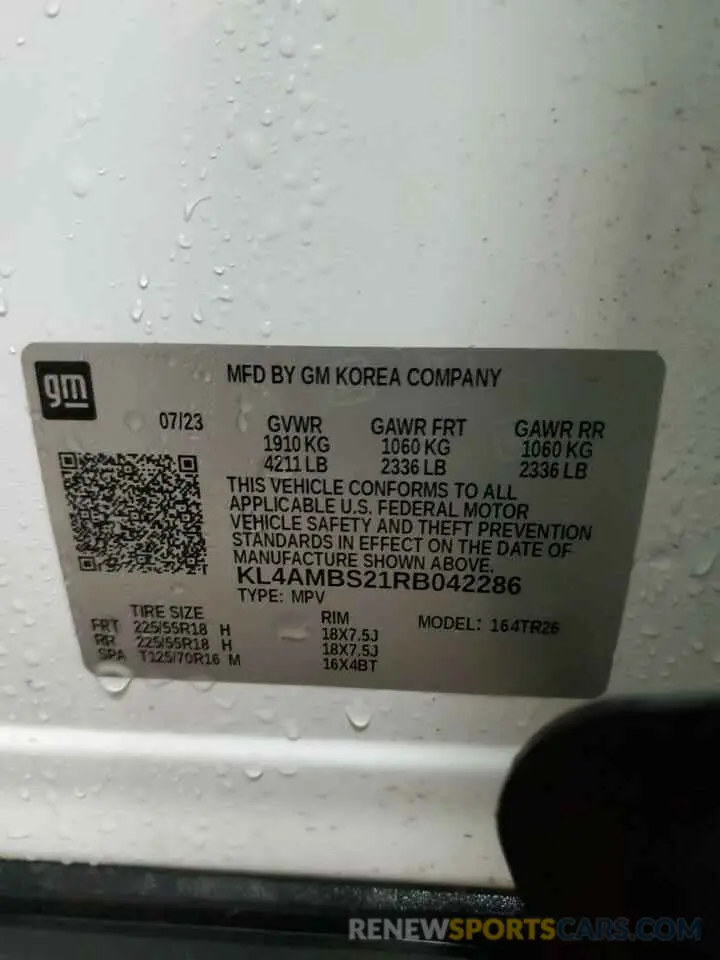 gm
MFD BY GM KOREA COMPANY
07/23 GVWR GAWR FRT GAWR RR
1910 KG 1060 KG 1060 KG
4211 LB 2336 LB 2336 LB
THIS VEHICLE CONFORMS TO ALL
APPLICABLE U.S. FEDERAL MOTOR
VEHICLE SAFETY AND THEFT PREVENTION
STANDARDS IN EFFECT ON THE DATE OF
MANUFACTURE SHOWN ABOVE.
KL4AMBS21RB042286
TYPE: MPV
TIRE SIZE RIM MODEL: 164TR26
FRT 225/55R18 H 18X7.5J
RR 225/55R18 H 18X7.5J
SPA T125/70R16 M 16X4BT
RENEWSPORTSCARS.COM